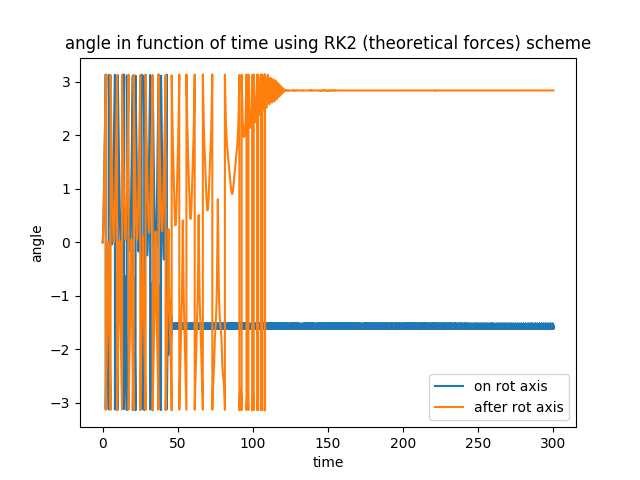 angle in function of time using RK2 (theoretical forces) scheme
3
2
1
0
−1
−2
−3
angle
0
50
100
150
200
250
300
time
on rot axis
after rot axis